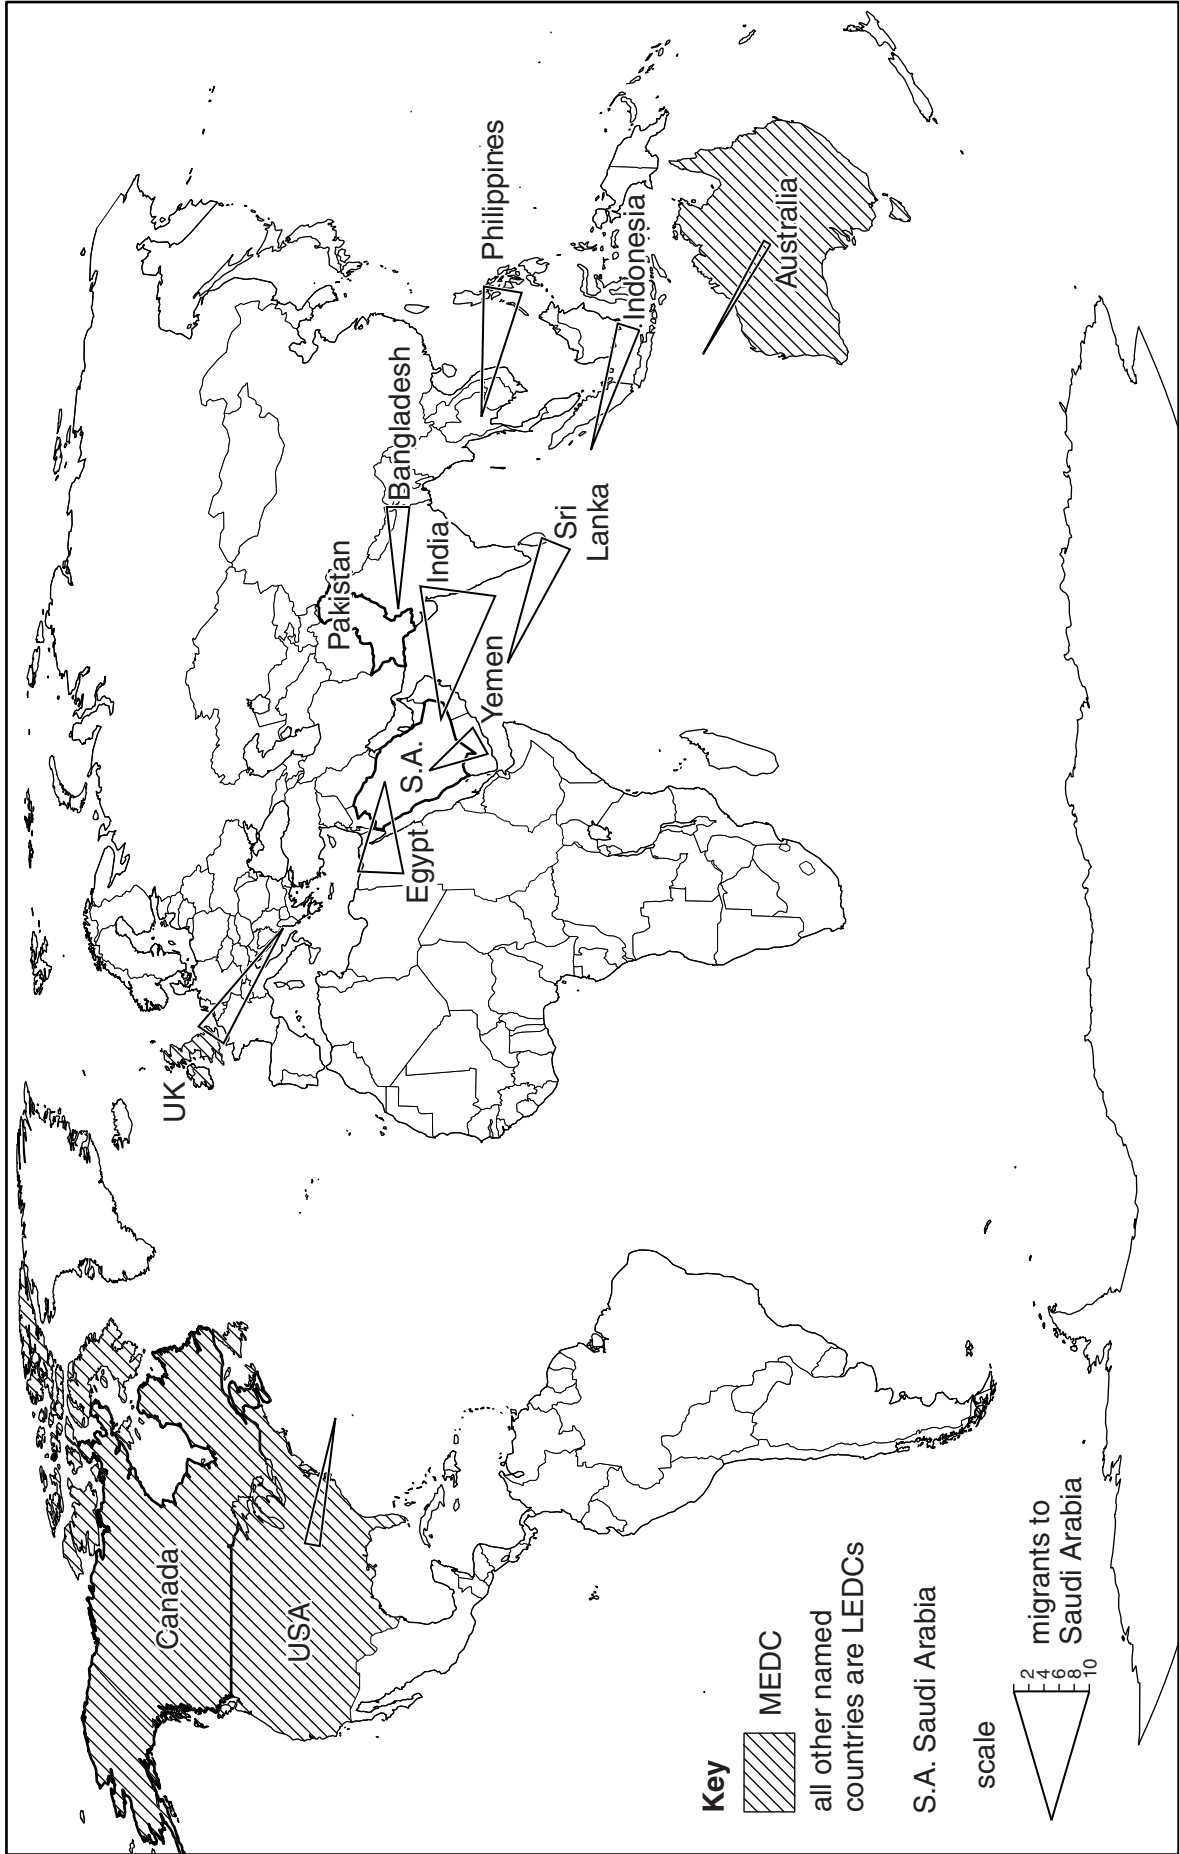 Canada
USA
UK
Egypt
S.A.
Yemen
Pakistan
India
Bangladesh
Sri
Lanka
Philippines
Indonesia
Australia
Key
MEDC
all other named
countries are LEDCs
S.A. Saudi Arabia
scale
2
4
6
8
10
migrants to
Saudi Arabia